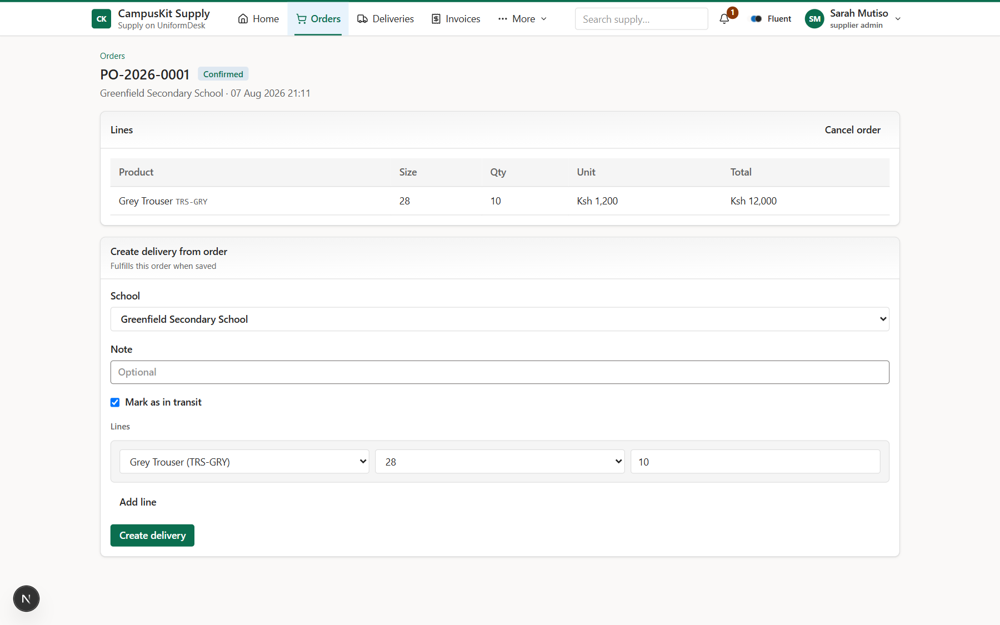 CK
CampusKit Supply
Supply on UniformDesk
Home
Orders
Deliveries
Invoices
More
Search supply...
1
Fluent
SM
Sarah Mutiso
supplier admin
Orders
PO-2026-0001
Confirmed
Greenfield Secondary School · 07 Aug 2026 21:11
Lines
Cancel order
Product Size Qty Unit Total
Grey Trouser TRS-GRY 28 10 Ksh 1,200 Ksh 12,000
Create delivery from order
Fulfills this order when saved
School
Greenfield Secondary School
Note
Optional
Mark as in transit
Lines
Grey Trouser (TRS-GRY) 28 10
Add line
Create delivery
N